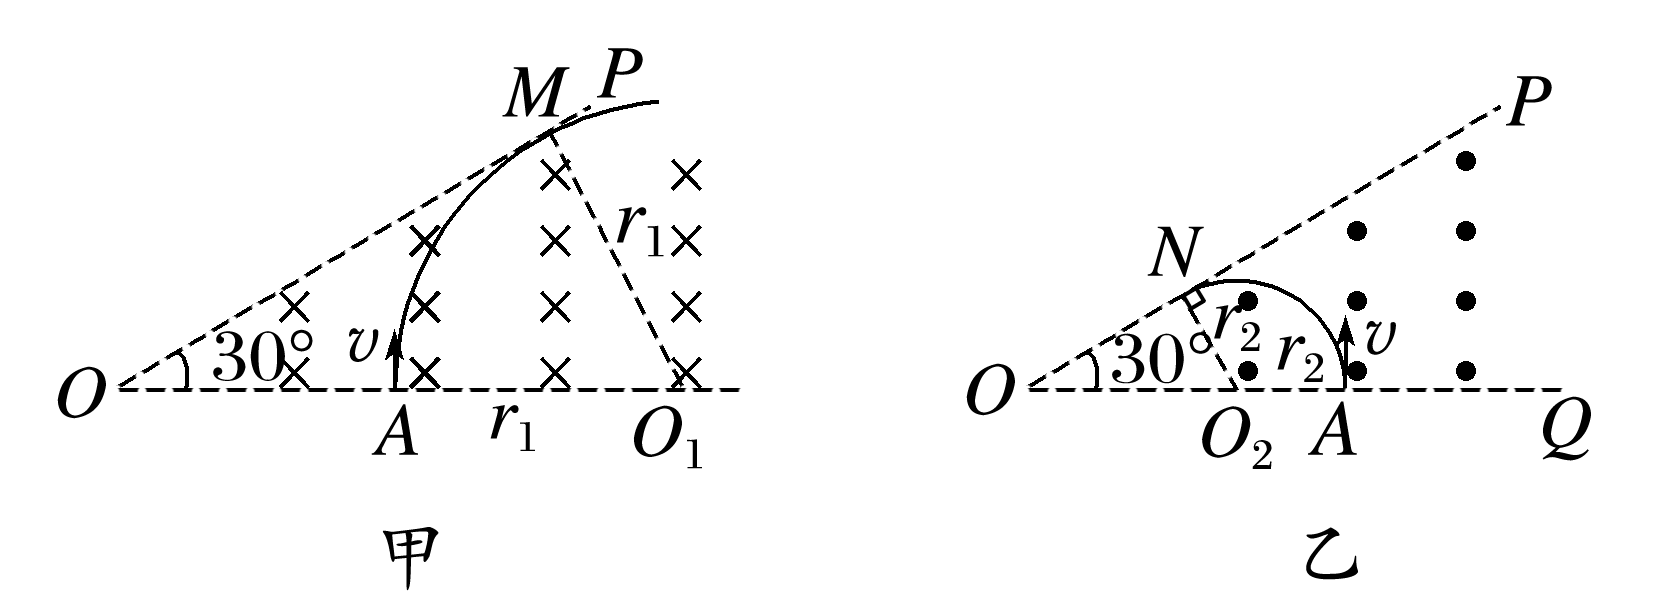 M P
r₁
30° v
O A r₁ O₁
甲
P
N
r₂
30° r₂ v
O O₂ A Q
乙